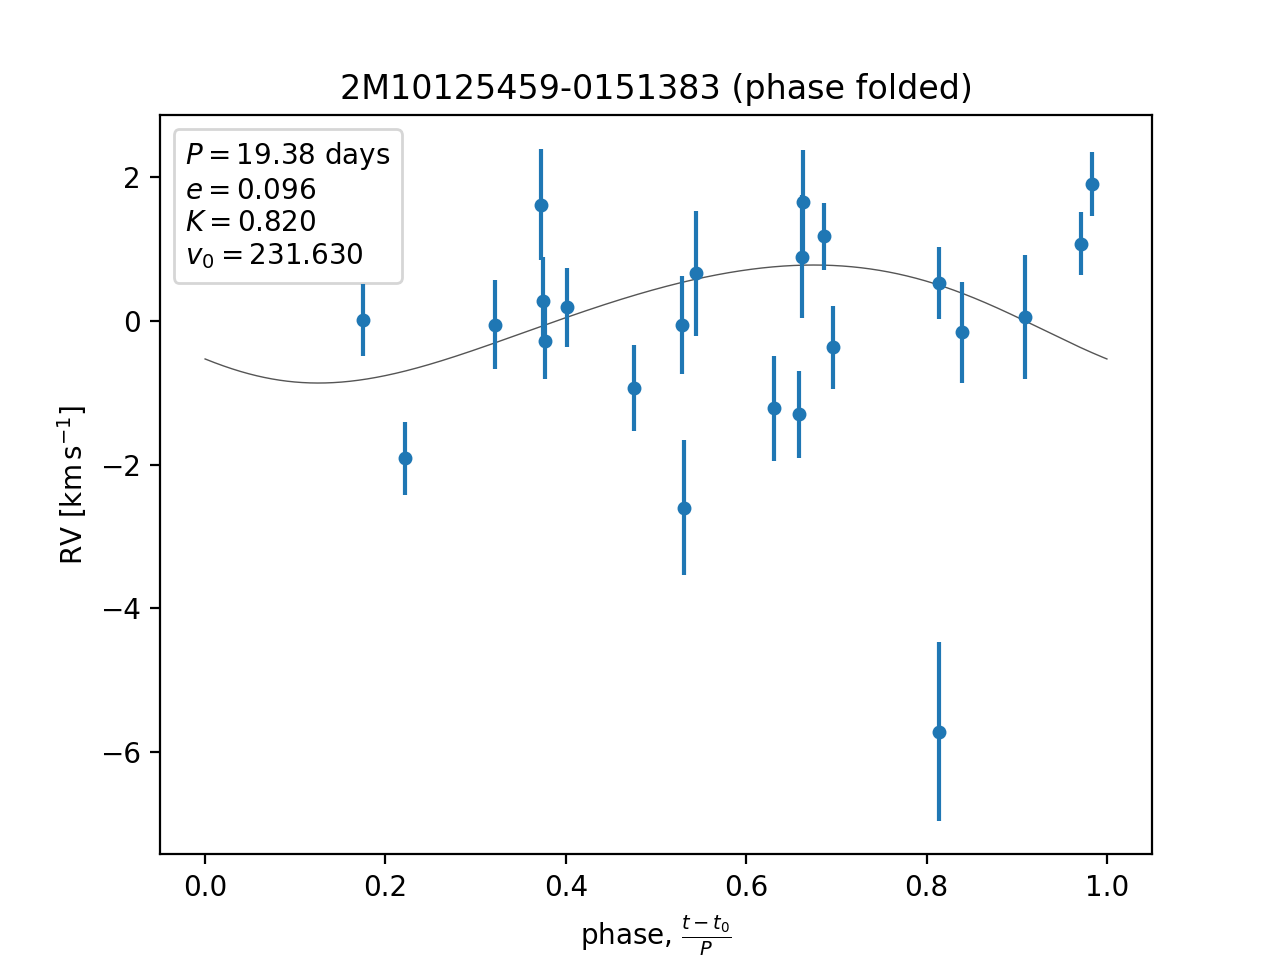 2M10125459-0151383 (phase folded)
P = 19.38 days
e = 0.096
K = 0.820
v₀ = 231.630
RV [km s⁻¹]
2
0
−2
−4
−6
0.0 0.2 0.4 0.6 0.8 1.0
phase, (t − t₀)/P